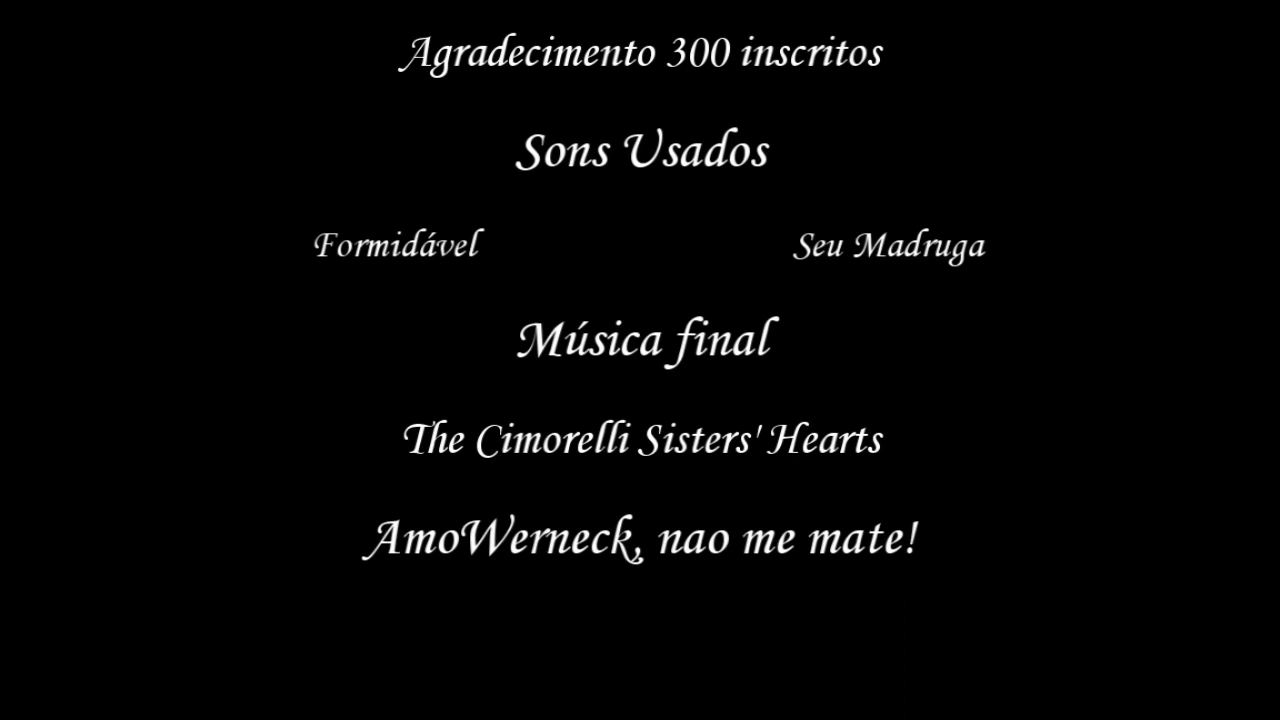 Agradecimento 300 inscritos
Sons Usados
Formidável Seu Madruga
Música final
The Cimorelli Sisters' Hearts
AmoWerneck, nao me mate!